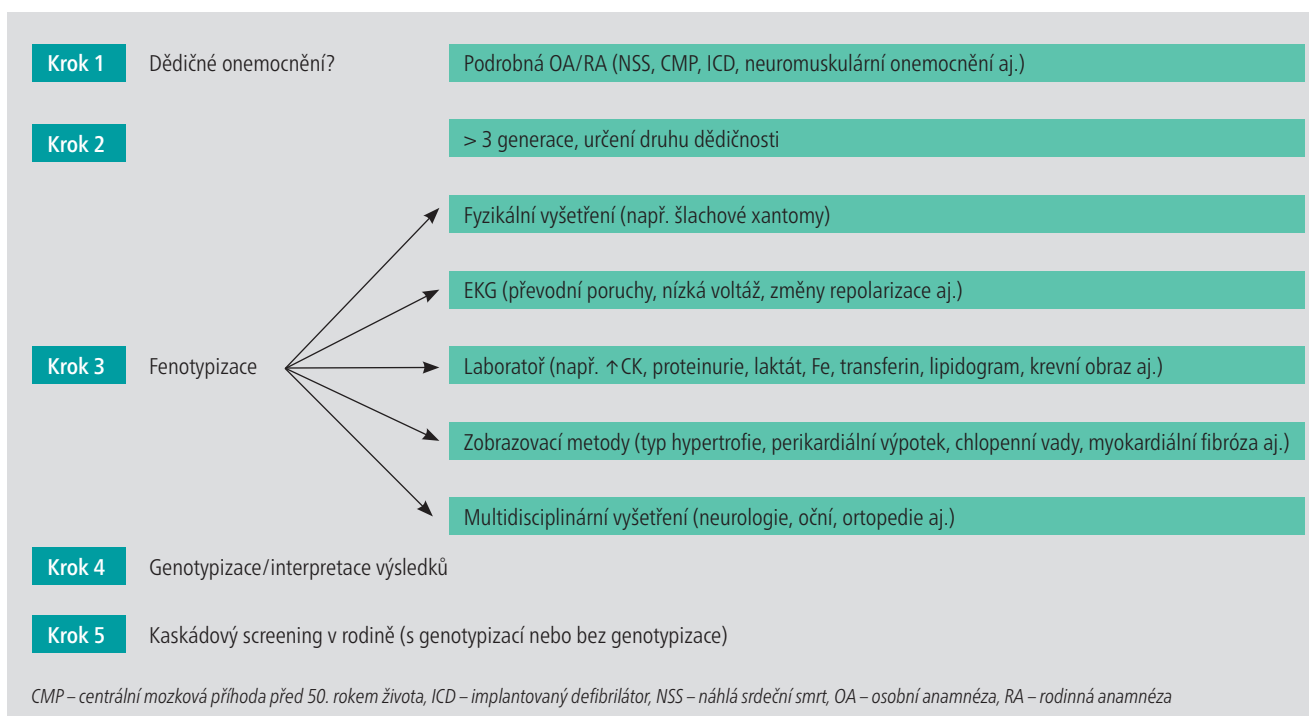 Krok 1 Dědičné onemocnění? Podrobná OA/RA (NSS, CMP, ICD, neuromuskulární onemocnění aj.)
Krok 2 > 3 generace, určení druhu dědičnosti
Fyzikální vyšetření (např. šlachové xantomy)
EKG (převodní poruchy, nízká voltáž, změny repolarizace aj.)
Krok 3 Fenotypizace Laboratoř (např. ↑CK, proteinurie, laktát, Fe, transferin, lipidogram, krevní obraz aj.)
Zobrazovací metody (typ hypertrofie, perikardiální výpotek, chlopenní vady, myokardiální fibróza aj.)
Multidisciplinární vyšetření (neurologie, oční, ortopedie aj.)
Krok 4 Genotypizace/interpretace výsledků
Krok 5 Kaskádový screening v rodině (s genotypizací nebo bez genotypizace)
CMP – centrální mozková příhoda před 50. rokem života, ICD – implantovaný defibrilátor, NSS – náhlá srdeční smrt, OA – osobní anamnéza, RA – rodinná anamnéza